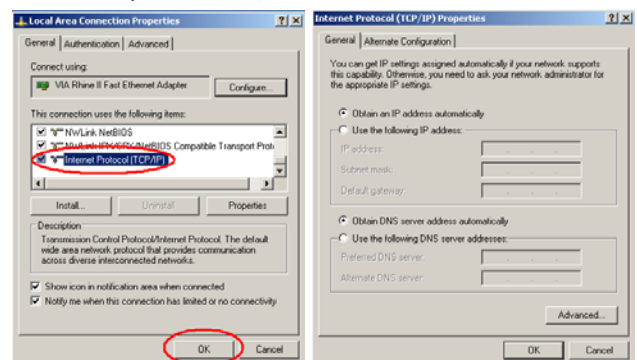 Local Area Connection Properties
General Authentication Advanced
Connect using:
VIA Rhine II Fast Ethernet Adapter
Configure...
This connection uses the following items:
NWLink NetBIOS
NWLink IPX/SPX/NetBIOS Compatible Transport Proto
Internet Protocol (TCP/IP)
Install... Uninstall Properties
Description
Transmission Control Protocol/Internet Protocol. The default
wide area network protocol that provides communication
across diverse interconnected networks.
Show icon in notification area when connected
Notify me when this connection has limited or no connectivity
OK Cancel
Internet Protocol (TCP/IP) Properties
General Alternate Configuration
You can get IP settings assigned automatically if your network supports
this capability. Otherwise, you need to ask your network administrator for
the appropriate IP settings.
Obtain an IP address automatically
Use the following IP address:
IP address:
Subnet mask:
Default gateway:
Obtain DNS server address automatically
Use the following DNS server addresses:
Preferred DNS server:
Alternate DNS server:
Advanced...
OK Cancel